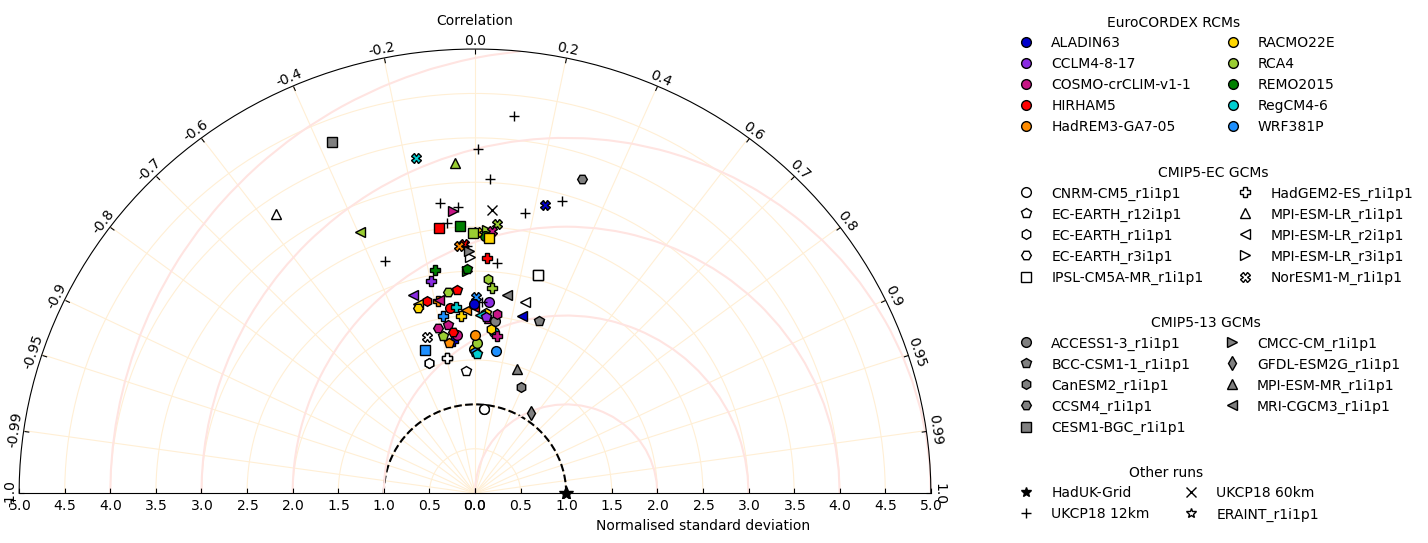 Correlation
0.0
-0.2
0.2
-0.4
0.4
-0.6
0.6
-0.7
0.7
-0.8
0.8
-0.9
0.9
-0.95
0.95
-0.99
0.99
-1.0
1.0
5.0 4.5 4.0 3.5 3.0 2.5 2.0 1.5 1.0 0.5 0.0 0.5 1.0 1.5 2.0 2.5 3.0 3.5 4.0 4.5 5.0
Normalised standard deviation
EuroCORDEX RCMs
ALADIN63 RACMO22E
CCLM4-8-17 RCA4
COSMO-crCLIM-v1-1 REMO2015
HIRHAM5 RegCM4-6
HadREM3-GA7-05 WRF381P
CMIP5-EC GCMs
CNRM-CM5_r1i1p1 HadGEM2-ES_r1i1p1
EC-EARTH_r12i1p1 MPI-ESM-LR_r1i1p1
EC-EARTH_r1i1p1 MPI-ESM-LR_r2i1p1
EC-EARTH_r3i1p1 MPI-ESM-LR_r3i1p1
IPSL-CM5A-MR_r1i1p1 NorESM1-M_r1i1p1
CMIP5-13 GCMs
ACCESS1-3_r1i1p1 CMCC-CM_r1i1p1
BCC-CSM1-1_r1i1p1 GFDL-ESM2G_r1i1p1
CanESM2_r1i1p1 MPI-ESM-MR_r1i1p1
CCSM4_r1i1p1 MRI-CGCM3_r1i1p1
CESM1-BGC_r1i1p1
Other runs
HadUK-Grid UKCP18 60km
UKCP18 12km ERAINT_r1i1p1